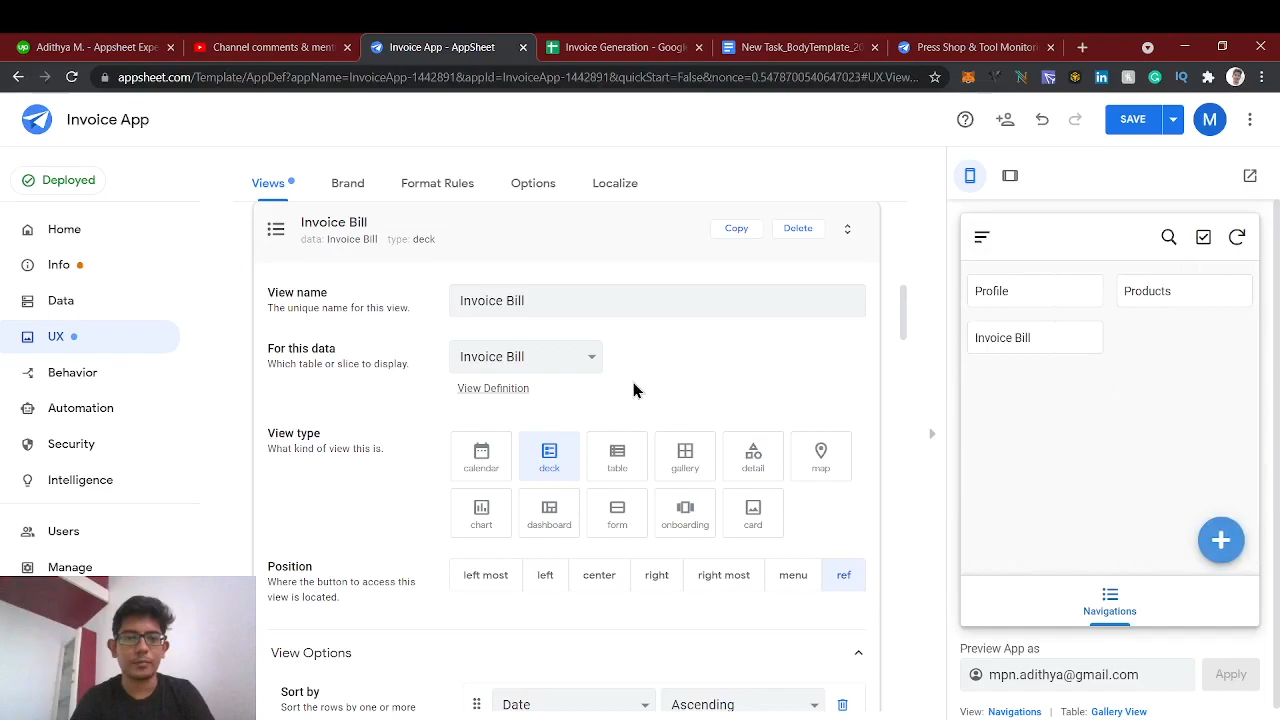 Adithya M. - Appsheet Expe
Channel comments & ment
Invoice App - AppSheet
Invoice Generation - Google
New Task_BodyTemplate_20
Press Shop & Tool Monitori
appsheet.com/Template/AppDef?appName=InvoiceApp-1442891&appId=InvoiceApp-1442891&quickStart=False&nonce=0.5478700540647023#UX.View...
Invoice App
SAVE
M
Deployed
Views
Brand
Format Rules
Options
Localize
Home
Info
Data
UX
Behavior
Automation
Security
Intelligence
Users
Manage
Invoice Bill
data: Invoice Bill type: deck
Copy
Delete
View name
The unique name for this view.
Invoice Bill
For this data
Which table or slice to display.
Invoice Bill
View Definition
View type
What kind of view this is.
calendar
deck
table
gallery
detail
map
chart
dashboard
form
onboarding
card
Position
Where the button to access this
view is located.
left most
left
center
right
right most
menu
ref
View Options
Sort by
Sort the rows by one or more
Date
Ascending
Profile
Products
Invoice Bill
Navigations
Preview App as
mpn.adithya@gmail.com
Apply
View: Navigations | Table: Gallery View